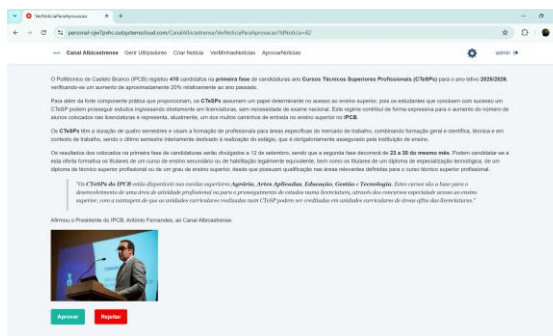 VerNoticiaParaAprovacao
personal-ojel7pvhc.outsystemscloud.com/CanalAlbicastrense/VerNoticiaParaAprovacao?IdNoticia=42
Canal Albicastrense Gerir Utilizadores Criar Notícia VerMinhasNoticias AprovarNoticias admin
O Politécnico de Castelo Branco (IPCB) registou 410 candidatos na primeira fase de candidaturas aos Cursos Técnicos Superiores Profissionais (CTeSPs) para o ano letivo 2025/2026,
verificando-se um aumento de aproximadamente 20% relativamente ao ano passado.
Para além da forte componente prática que proporcionam, os CTeSPs assumem um papel determinante no acesso ao ensino superior, pois os estudantes que concluem com sucesso um
CTeSP podem prosseguir estudos ingressando diretamente em licenciaturas, sem necessidade de exame nacional. Este regime contribui de forma expressiva para o aumento do número de
alunos colocados nas licenciaturas e representa, atualmente, um dos muitos caminhos de entrada no ensino superior no IPCB.
Os CTeSPs têm a duração de quatro semestres e visam a formação de profissionais para áreas específicas do mercado de trabalho, combinando formação geral e científica, técnica e em
contexto de trabalho, sendo o último semestre inteiramente dedicado à realização do estágio, que é obrigatoriamente assegurado pela instituição de ensino.
Os resultados dos colocados na primeira fase de candidaturas serão divulgados a 12 de setembro, sendo que a segunda fase decorrerá de 23 a 30 do mesmo mês. Podem candidatar-se a
esta oferta formativa os titulares de um curso de ensino secundário ou de habilitação legalmente equivalente, bem como os titulares de um diploma de especialização tecnológica, de um
diploma de técnico superior profissional ou de um grau de ensino superior, desde que possuam qualificação nas áreas relevantes definidas para o curso técnico superior profissional.
"Os CTeSPs do IPCB estão disponíveis nas escolas superiores Agrária, Artes Aplicadas, Educação, Gestão e Tecnologia. Estes cursos são a base para o
desenvolvimento de uma área de atividade profissional ou para o prosseguimento de estudos numa licenciatura, através dos concursos especiais de acesso ao ensino
superior, com a vantagem de que as unidades curriculares realizadas num CTeSP podem ser creditadas em unidades curriculares de áreas afins das licenciaturas."
Afirmou o Presidente do IPCB, António Fernandes, ao Canal Albicastrense.
Aprovar Rejeitar